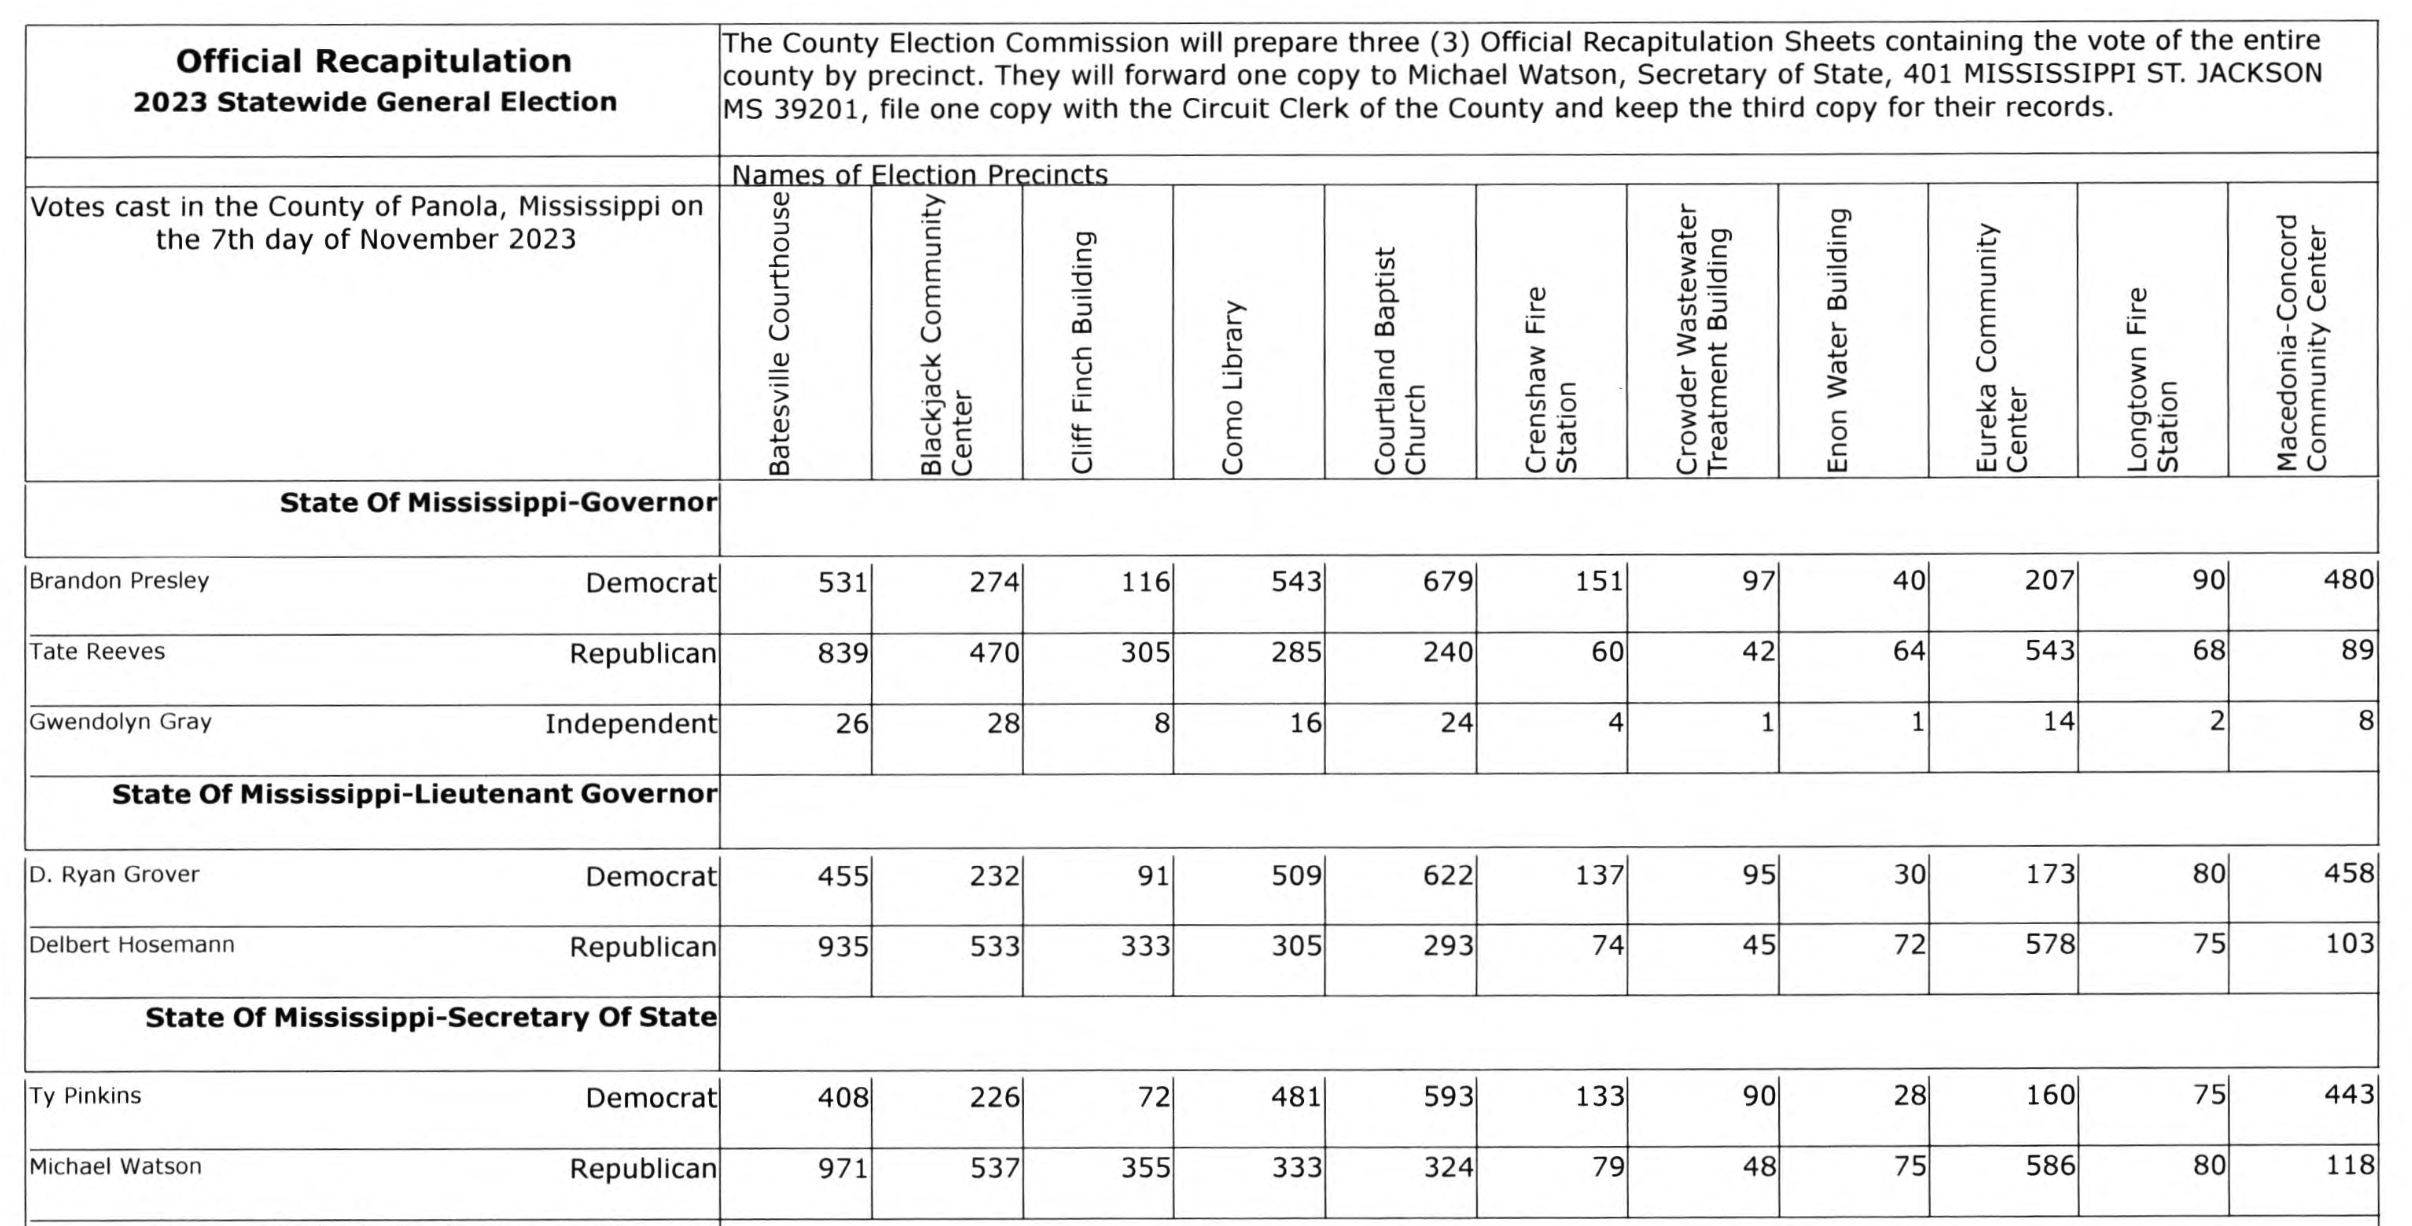 Official Recapitulation
2023 Statewide General Election
The County Election Commission will prepare three (3) Official Recapitulation Sheets containing the vote of the entire
county by precinct. They will forward one copy to Michael Watson, Secretary of State, 401 MISSISSIPPI ST. JACKSON
MS 39201, file one copy with the Circuit Clerk of the County and keep the third copy for their records.
Names of Election Precincts
Votes cast in the County of Panola, Mississippi on
the 7th day of November 2023
Batesville Courthouse
Blackjack Community
Center
Cliff Finch Building
Como Library
Courtland Baptist
Church
Crenshaw Fire
Station
Crowder Wastewater
Treatment Building
Enon Water Building
Eureka Community
Center
Longtown Fire
Station
Macedonia-Concord
Community Center
State Of Mississippi-Governor
Brandon Presley Democrat 531 274 116 543 679 151 97 40 207 90 480
Tate Reeves Republican 839 470 305 285 240 60 42 64 543 68 89
Gwendolyn Gray Independent 26 28 8 16 24 4 1 1 14 2 8
State Of Mississippi-Lieutenant Governor
D. Ryan Grover Democrat 455 232 91 509 622 137 95 30 173 80 458
Delbert Hosemann Republican 935 533 333 305 293 74 45 72 578 75 103
State Of Mississippi-Secretary Of State
Ty Pinkins Democrat 408 226 72 481 593 133 90 28 160 75 443
Michael Watson Republican 971 537 355 333 324 79 48 75 586 80 118